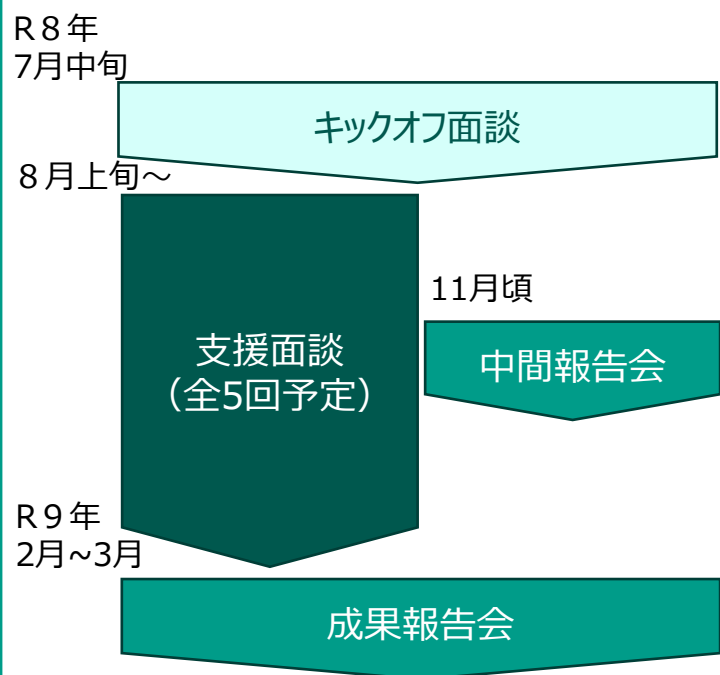 R８年
7月中旬
キックオフ面談
８月上旬～
11月頃
支援面談
（全5回予定）
中間報告会
R９年
2月~3月
成果報告会